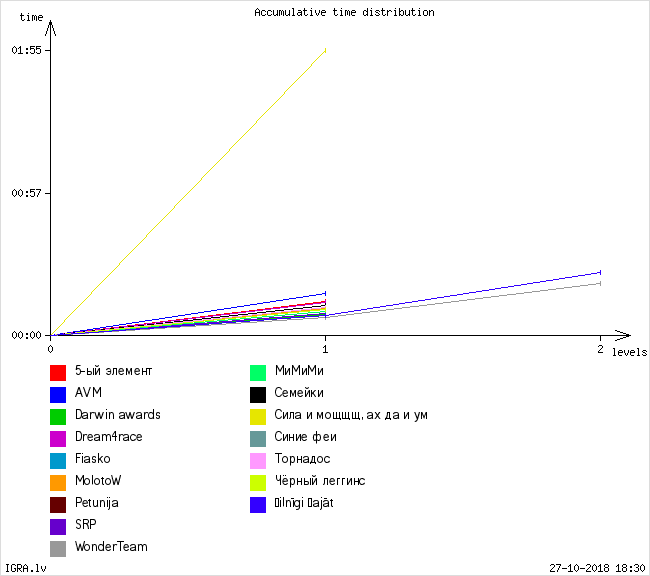 Accumulative time distribution
time
01:55
00:57
00:00
0 1 2
levels
5-ый элемент
AVM
Darwin awards
Dream4race
Fiasko
MolotoW
Petunija
SRP
WonderTeam
МиМиМи
Семейки
Сила и мощщщ, ах да и ум
Синие феи
Торнадос
Чёрный леггинс
▯ilnīgi ▯ajāt
IGRA.lv
27-10-2018 18:30